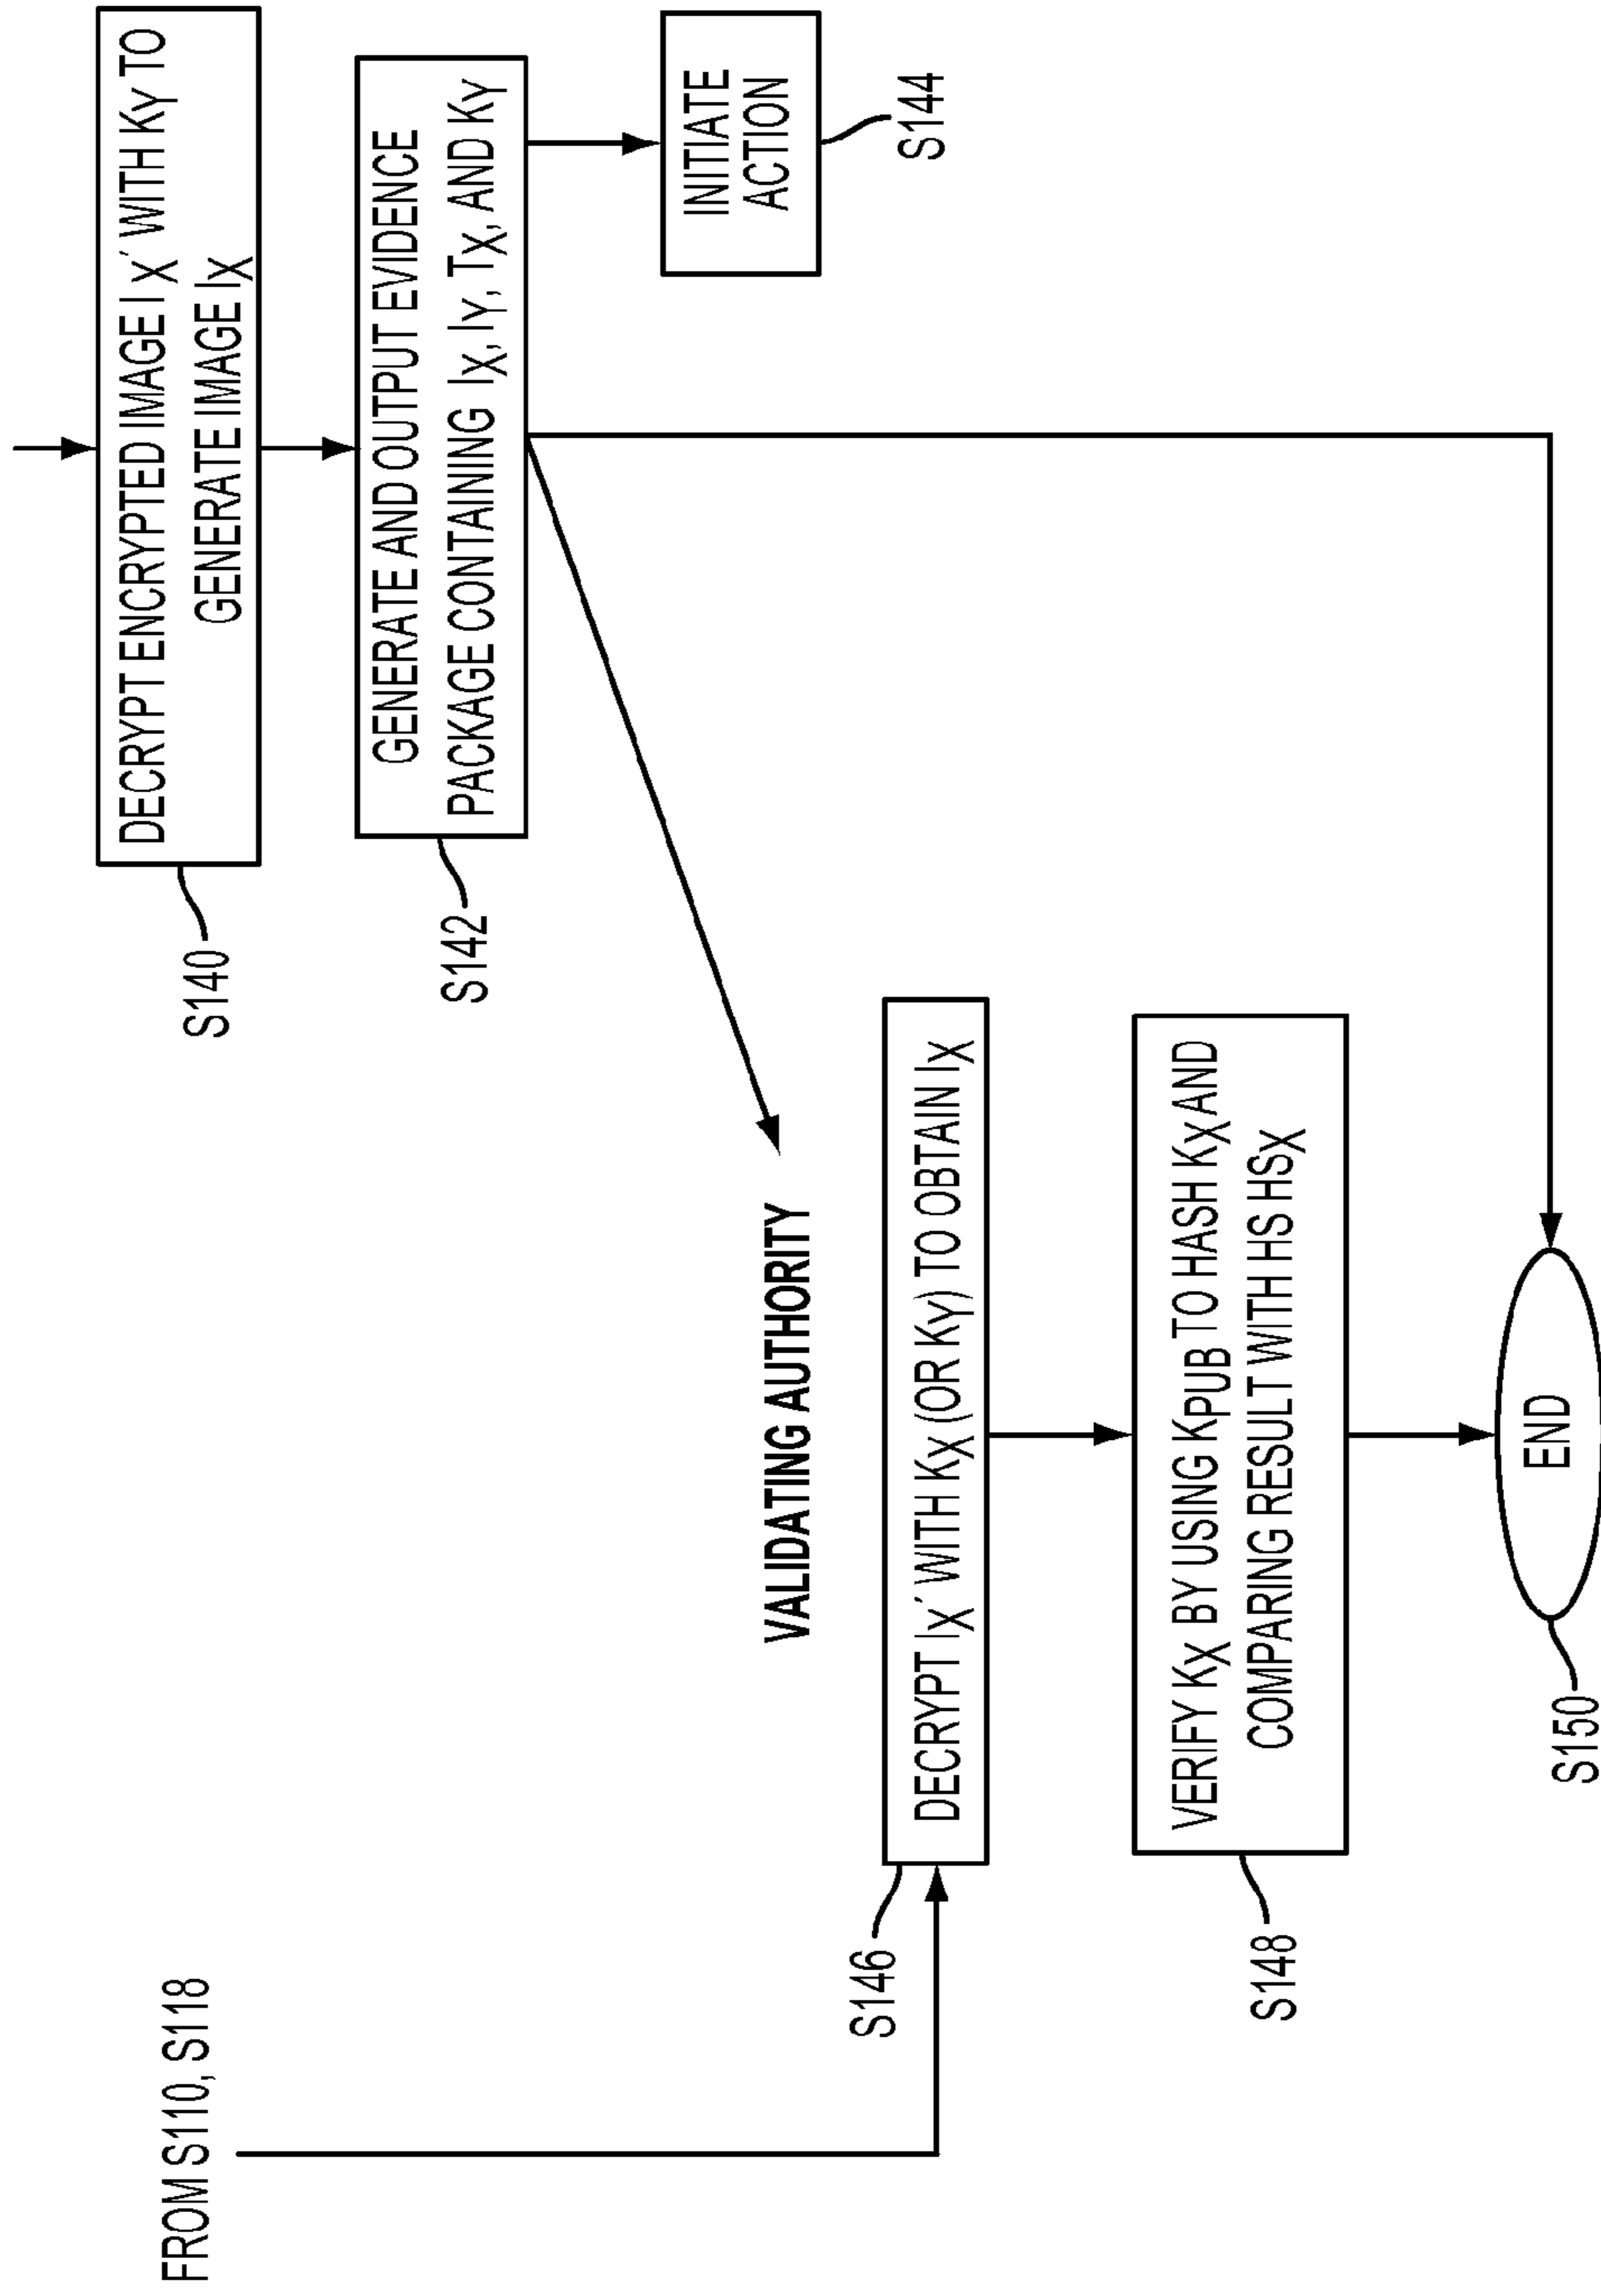 DECRYPT ENCRYPTED IMAGE IX′ WITH KY TO
GENERATE IMAGE IX
S140
GENERATE AND OUTPUT EVIDENCE
PACKAGE CONTAINING IX, IY, TX, AND KY
S142
INITIATE
ACTION
S144
FROM S110, S118
VALIDATING AUTHORITY
DECRYPT IX′ WITH KX (OR KY) TO OBTAIN IX
S146
VERIFY KX BY USING KPUB TO HASH KX AND
COMPARING RESULT WITH HS HSX
S148
END
S150